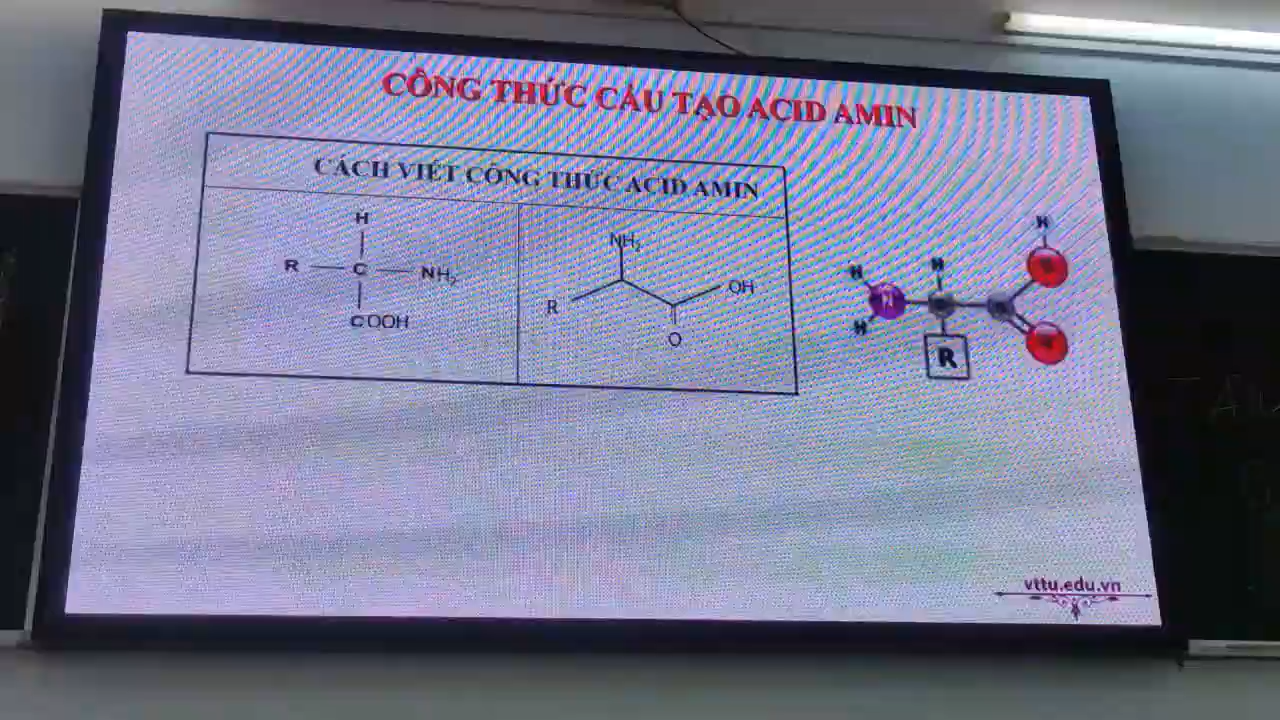 CÔNG THỨC CẤU TẠO ACID AMIN
CÁCH VIẾT CÔNG THỨC ACID AMIN
H
R — C — NH₂
COOH
NH₂
R
OH
O
H
H
H
N
H
R
vttu.edu.vn